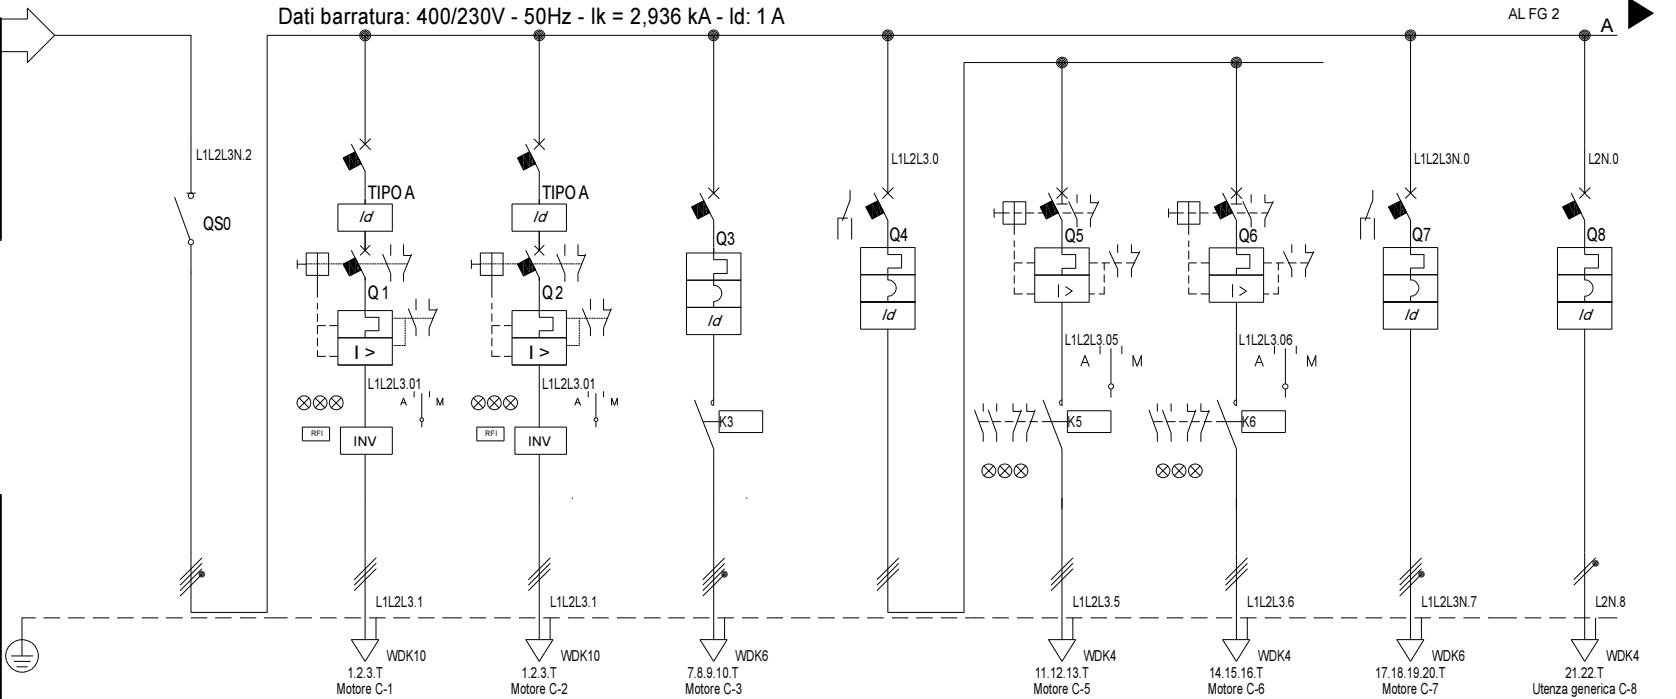 Dati barratura: 400/230V - 50Hz - Ik = 2,936 kA - Id: 1 A
AL FG 2
A
L1L2L3N.2
L1L2L3.0
L1L2L3N.0
L2N.0
TIPO A
TIPO A
Id
Id
QS0
Q3
Q4
Q5
Q6
Q7
Q8
Q1
Q2
I >
I >
Id
Id
Id
Id
I >
I >
L1L2L3.05
L1L2L3.06
A M
A M
L1L2L3.01
L1L2L3.01
A M
A M
RFI
INV
RFI
INV
K3
K5
K6
L1L2L3.1
L1L2L3.1
L1L2L3.5
L1L2L3.6
L1L2L3N.7
L2N.8
WDK10
WDK10
WDK6
WDK4
WDK4
WDK6
WDK4
1.2.3.T
1.2.3.T
7.8.9.10.T
11.12.13.T
14.15.16.T
17.18.19.20.T
21.22.T
Motore C-1
Motore C-2
Motore C-3
Motore C-5
Motore C-6
Motore C-7
Utenza generica C-8